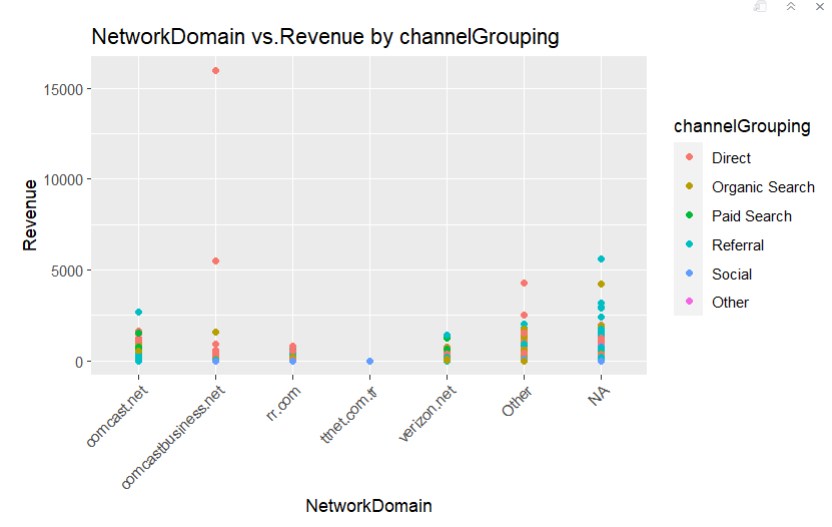 NetworkDomain vs.Revenue by channelGrouping
Revenue
15000
10000
5000
0
comcast.net
comcastbusiness.net
rr.com
ttnet.com.tr
verizon.net
Other
NA
NetworkDomain
channelGrouping
Direct
Organic Search
Paid Search
Referral
Social
Other